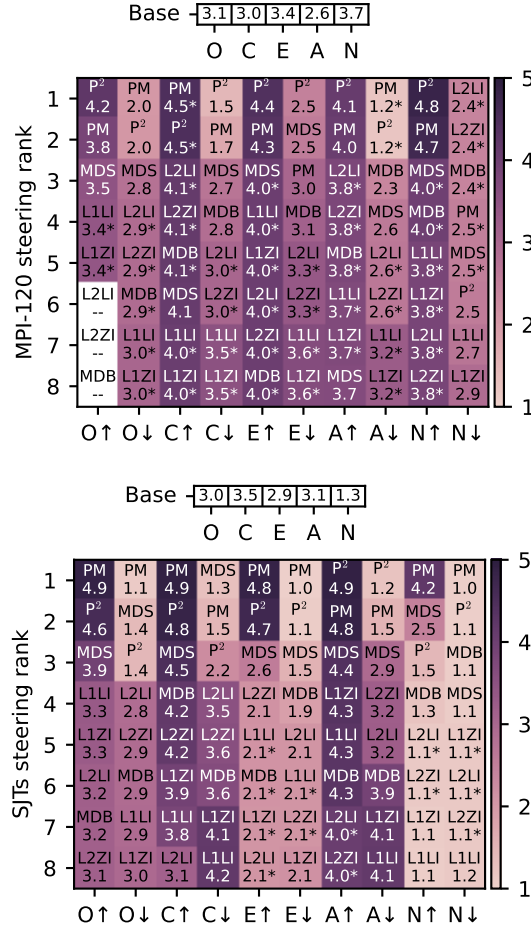 Base 3.1 3.0 3.4 2.6 3.7
O C E A N
P² PM PM P² P² P² P² PM P² L2LI
1 4.2 2.0 4.5* 1.5 4.4 2.5 4.1 1.2* 4.8 2.4* 5
PM P² P² PM PM MDS PM P² PM L2ZI
2 3.8 2.0 4.5* 1.7 4.3 2.5 4.0 1.2* 4.7 2.4*
MDS MDS L2LI MDS MDS PM L2LI MDB MDS MDB
3 3.5 2.8 4.1* 2.7 4.0* 3.0 3.8* 2.3 4.0* 2.4* 4
L1LI L2LI L2ZI MDB L1LI MDB L2ZI MDS MDB PM
4 3.4* 2.9* 4.1* 2.8 4.0* 3.1 3.8* 2.6 4.0* 2.5*
L1ZI L2ZI MDB L2LI L2LI L2LI MDB L2LI L1LI MDS
5 3.4* 2.9* 4.1* 3.0* 4.0* 3.3* 3.8* 2.6* 3.8* 2.5* 3
L2LI MDB MDS L2ZI MDB L2ZI L1LI L2ZI L1ZI P²
6 -- 2.9* 4.1 3.0* 4.0* 3.3* 3.7* 2.6* 3.8* 2.5
L2ZI L1LI L1LI L1LI L2ZI L1LI L1ZI L1LI L2LI L1LI
7 -- 3.0* 4.0* 3.5* 4.0* 3.6* 3.7* 3.2* 3.8* 2.7 2
MDB L1ZI L1ZI L1ZI L1ZI L1ZI MDS L1ZI L2ZI L1ZI
8 -- 3.0* 4.0* 3.5* 4.0* 3.6* 3.7 3.2* 3.8* 2.9 1
MPI-120 steering rank
O↑ O↓ C↑ C↓ E↑ E↓ A↑ A↓ N↑ N↓
Base 3.0 3.5 2.9 3.1 1.3
O C E A N
PM PM PM MDS PM PM P² P² PM PM
1 4.9 1.1 4.9 1.3 4.8 1.0 4.9 1.2 4.2 1.0 5
P² MDS P² PM P² P² PM PM MDS P²
2 4.6 1.4 4.8 1.5 4.7 1.1 4.8 1.5 2.5 1.1
MDS P² MDS P² MDS MDS MDS MDS P² MDB
3 3.9 1.4 4.5 2.2 2.6 1.5 4.4 2.9 1.5 1.1 4
L1LI L2LI MDB L2LI L2ZI MDB L1ZI L2ZI MDB MDS
4 3.3 2.8 4.2 3.5 2.1 1.9 4.3 3.2 1.3 1.1
L1ZI L2ZI L2ZI L2ZI L1LI L2LI L1LI L2LI L2LI L1ZI
5 3.3 2.9 4.2 3.6 2.1* 2.1 4.3 3.2 1.1* 1.1* 3
L2LI MDB L1ZI MDB MDB L1LI MDB MDB L2ZI L2LI
6 3.2 2.9 3.9 3.6 2.1* 2.1* 4.3 3.9 1.1* 1.1*
MDB L1LI L1LI L1ZI L1ZI L2ZI L2LI L1ZI L1ZI L2ZI
7 3.2 2.9 3.8 4.1 2.1* 2.1* 4.0* 4.1 1.1 1.1* 2
L2ZI L1ZI L2LI L1LI L2LI L1ZI L2ZI L1LI L1LI L1LI
8 3.1 3.0 3.1 4.2 2.1* 2.1 4.0* 4.1 1.1 1.2 1
SJTs steering rank
O↑ O↓ C↑ C↓ E↑ E↓ A↑ A↓ N↑ N↓